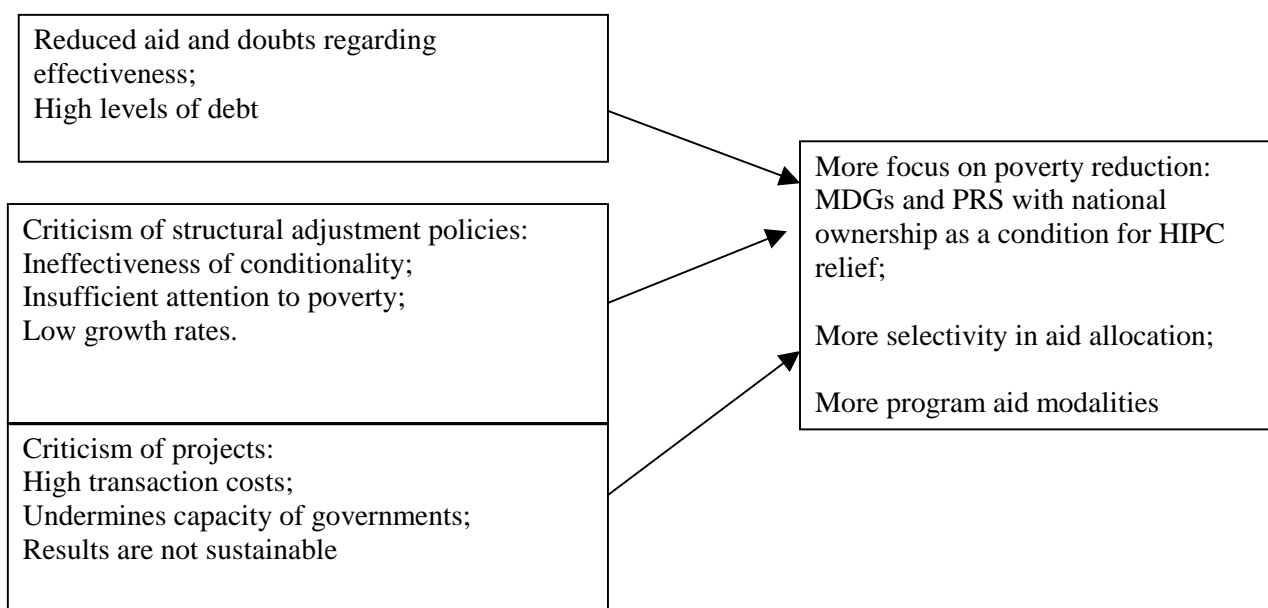 Reduced aid and doubts regarding
effectiveness;
High levels of debt
Criticism of structural adjustment policies:
Ineffectiveness of conditionality;
Insufficient attention to poverty;
Low growth rates.
Criticism of projects:
High transaction costs;
Undermines capacity of governments;
Results are not sustainable
More focus on poverty reduction:
MDGs and PRS with national
ownership as a condition for HIPC
relief;
More selectivity in aid allocation;
More program aid modalities